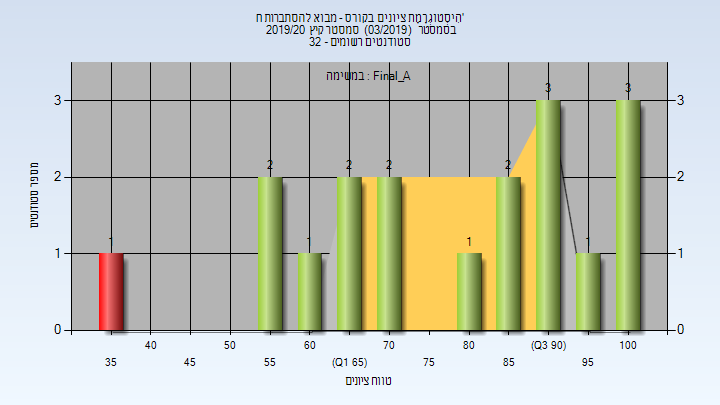 היסטוגרמת ציונים בקורס - מבוא להסתברות ח'
בסמסטר (03/2019) סמסטר קיץ 2019/20
סטודנטים רשומים - 32
במשימה : Final_A
מספר סטודנטים
3 3
2 2
1 1
0 0
1 2 1 2 2 1 2 3 1 3
40 50 60 70 80 (Q3 90) 100
35 45 55 (Q1 65) 75 85 95
טווח ציונים